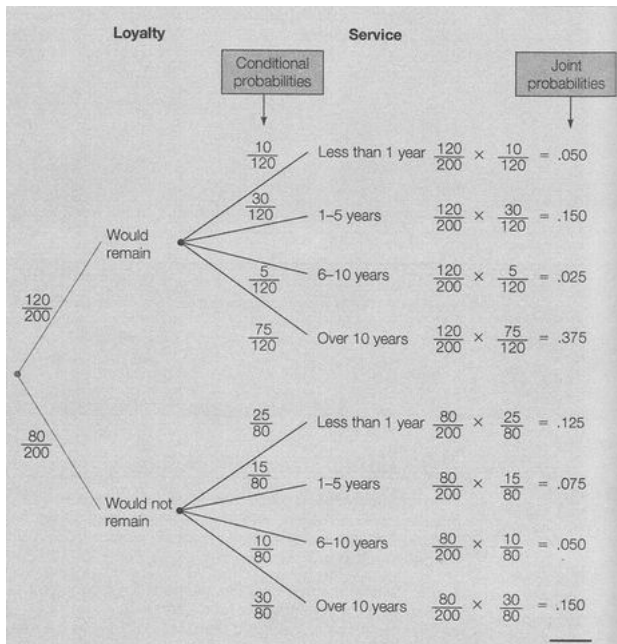 Loyalty Service
Conditional probabilities
Joint probabilities
10/120 Less than 1 year 120/200 × 10/120 = .050
30/120 1–5 years 120/200 × 30/120 = .150
Would remain
5/120 6–10 years 120/200 × 5/120 = .025
120/200
75/120 Over 10 years 120/200 × 75/120 = .375
25/80 Less than 1 year 80/200 × 25/80 = .125
80/200
15/80 1–5 years 80/200 × 15/80 = .075
Would not remain
10/80 6–10 years 80/200 × 10/80 = .050
30/80 Over 10 years 80/200 × 30/80 = .150